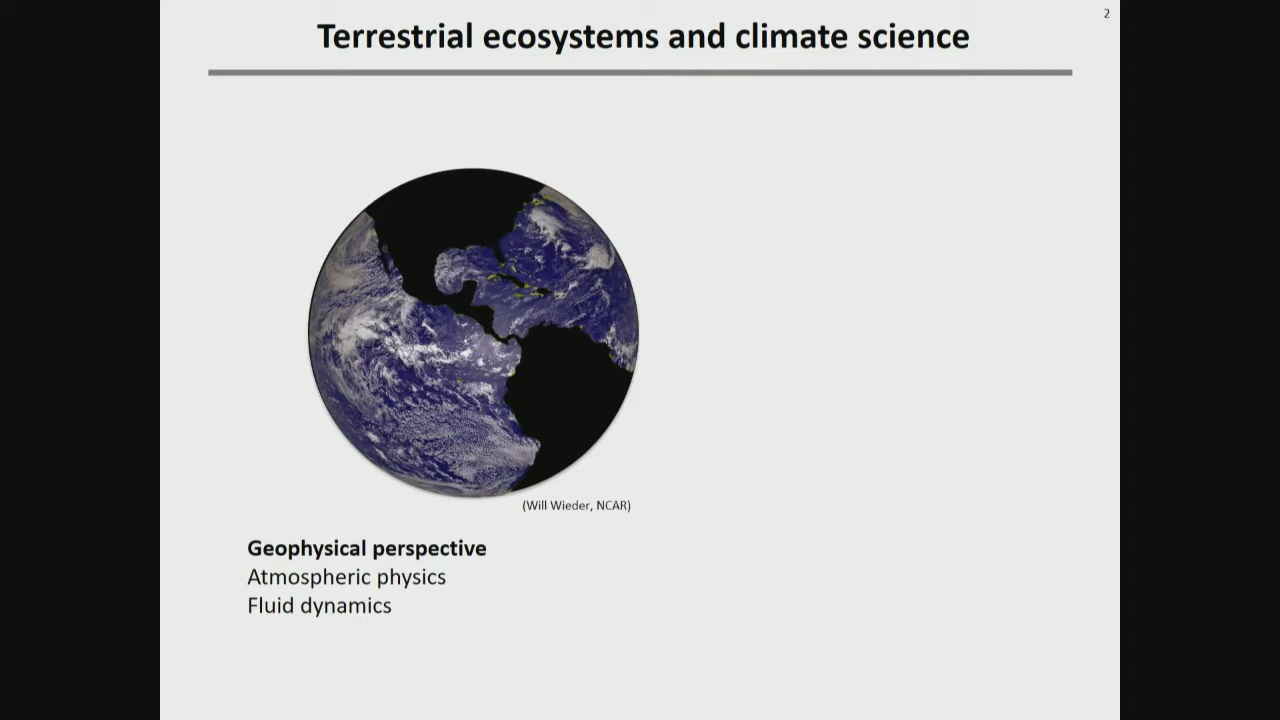 2
Terrestrial ecosystems and climate science
(Will Wieder, NCAR)
Geophysical perspective
Atmospheric physics
Fluid dynamics